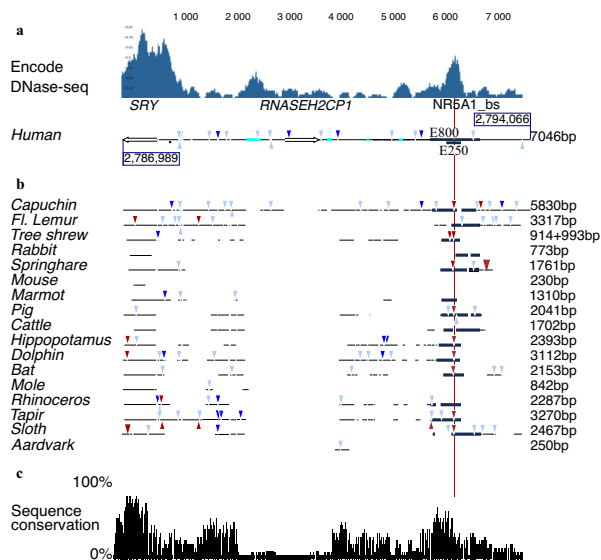 1 000 2 000 3 000 4 000 5 000 6 000 7 000
a
Encode
DNase-seq
SRY RNASEH2CP1 NR5A1_bs
2,794,066
Human E800 7046bp
E250
2,786,989
b
Capuchin 5830bp
Fl. Lemur 3317bp
Tree shrew 914+993bp
Rabbit 773bp
Springhare 1761bp
Mouse 230bp
Marmot 1310bp
Pig 2041bp
Cattle 1702bp
Hippopotamus 2393bp
Dolphin 3112bp
Bat 2153bp
Mole 842bp
Rhinoceros 2287bp
Tapir 3270bp
Sloth 2467bp
Aardvark 250bp
c
100%
Sequence
conservation
0%